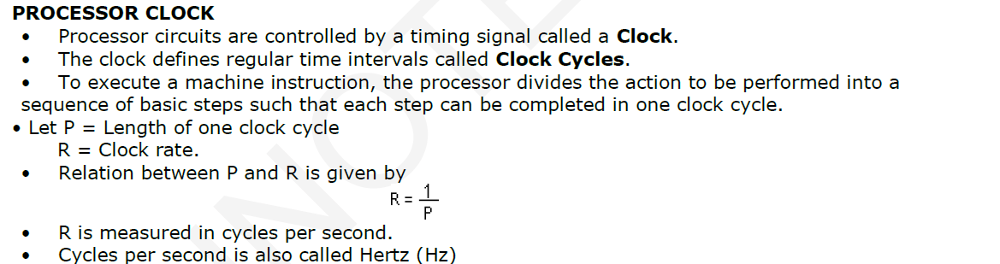 PROCESSOR CLOCK
• Processor circuits are controlled by a timing signal called a Clock.
• The clock defines regular time intervals called Clock Cycles.
• To execute a machine instruction, the processor divides the action to be performed into a
sequence of basic steps such that each step can be completed in one clock cycle.
• Let P = Length of one clock cycle
R = Clock rate.
• Relation between P and R is given by
R = 1/P
• R is measured in cycles per second.
• Cycles per second is also called Hertz (Hz)